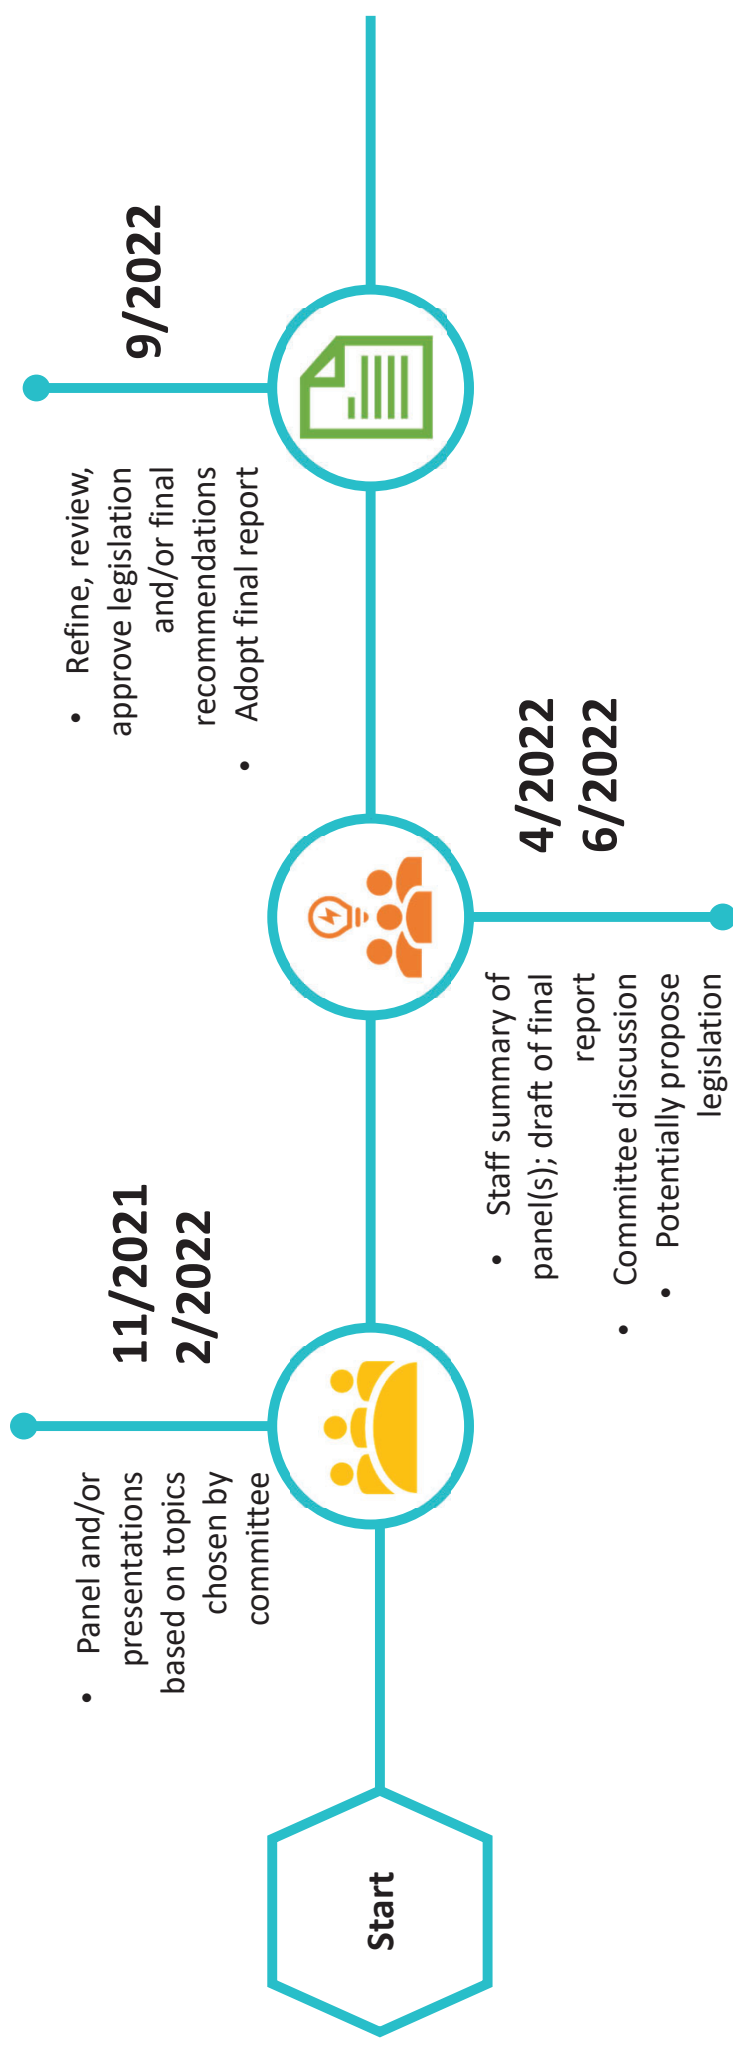 Start
11/2021
2/2022
• Panel and/or
presentations
based on topics
chosen by
committee
4/2022
6/2022
• Staff summary of
panel(s); draft of final
report
• Committee discussion
• Potentially propose
legislation
9/2022
• Refine, review,
approve legislation
and/or final
recommendations
• Adopt final report